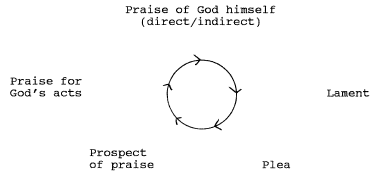 Praise of God himself
(direct/indirect)
Praise for
God's acts
Lament
Prospect
of praise
Plea